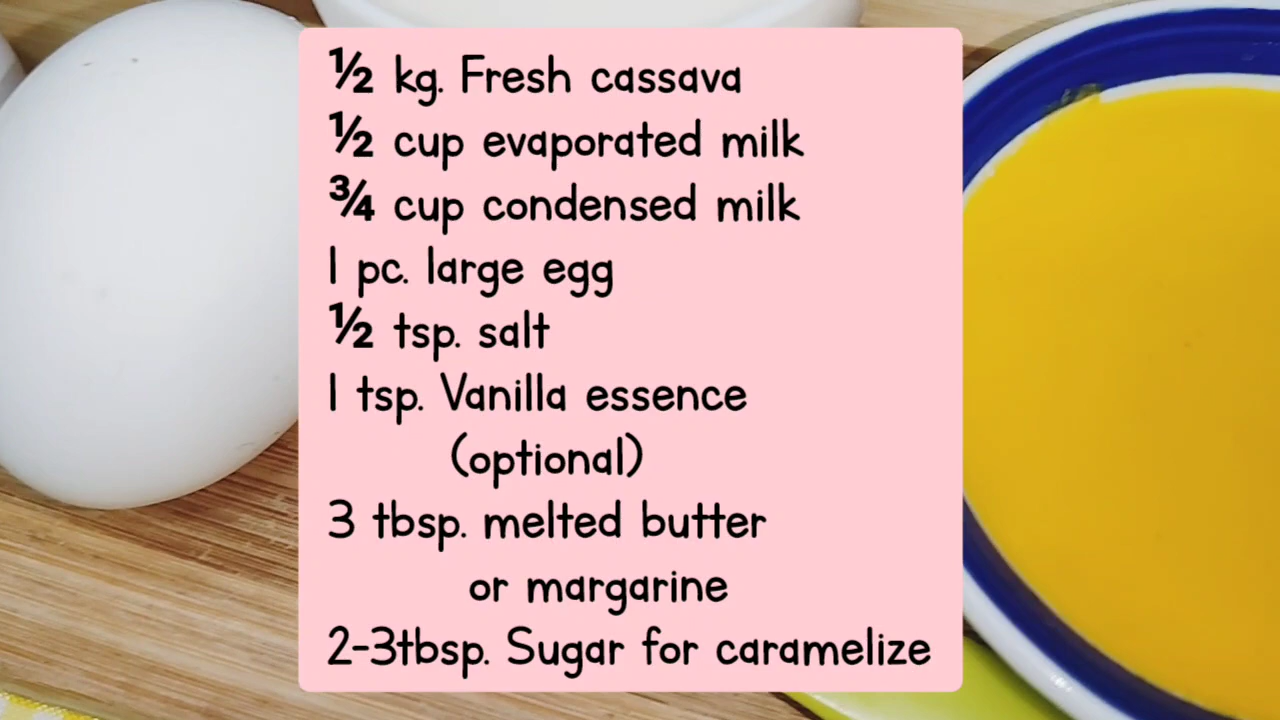 ½ kg. Fresh cassava
½ cup evaporated milk
¾ cup condensed milk
1 pc. large egg
½ tsp. salt
1 tsp. Vanilla essence
(optional)
3 tbsp. melted butter
or margarine
2-3tbsp. Sugar for caramelize